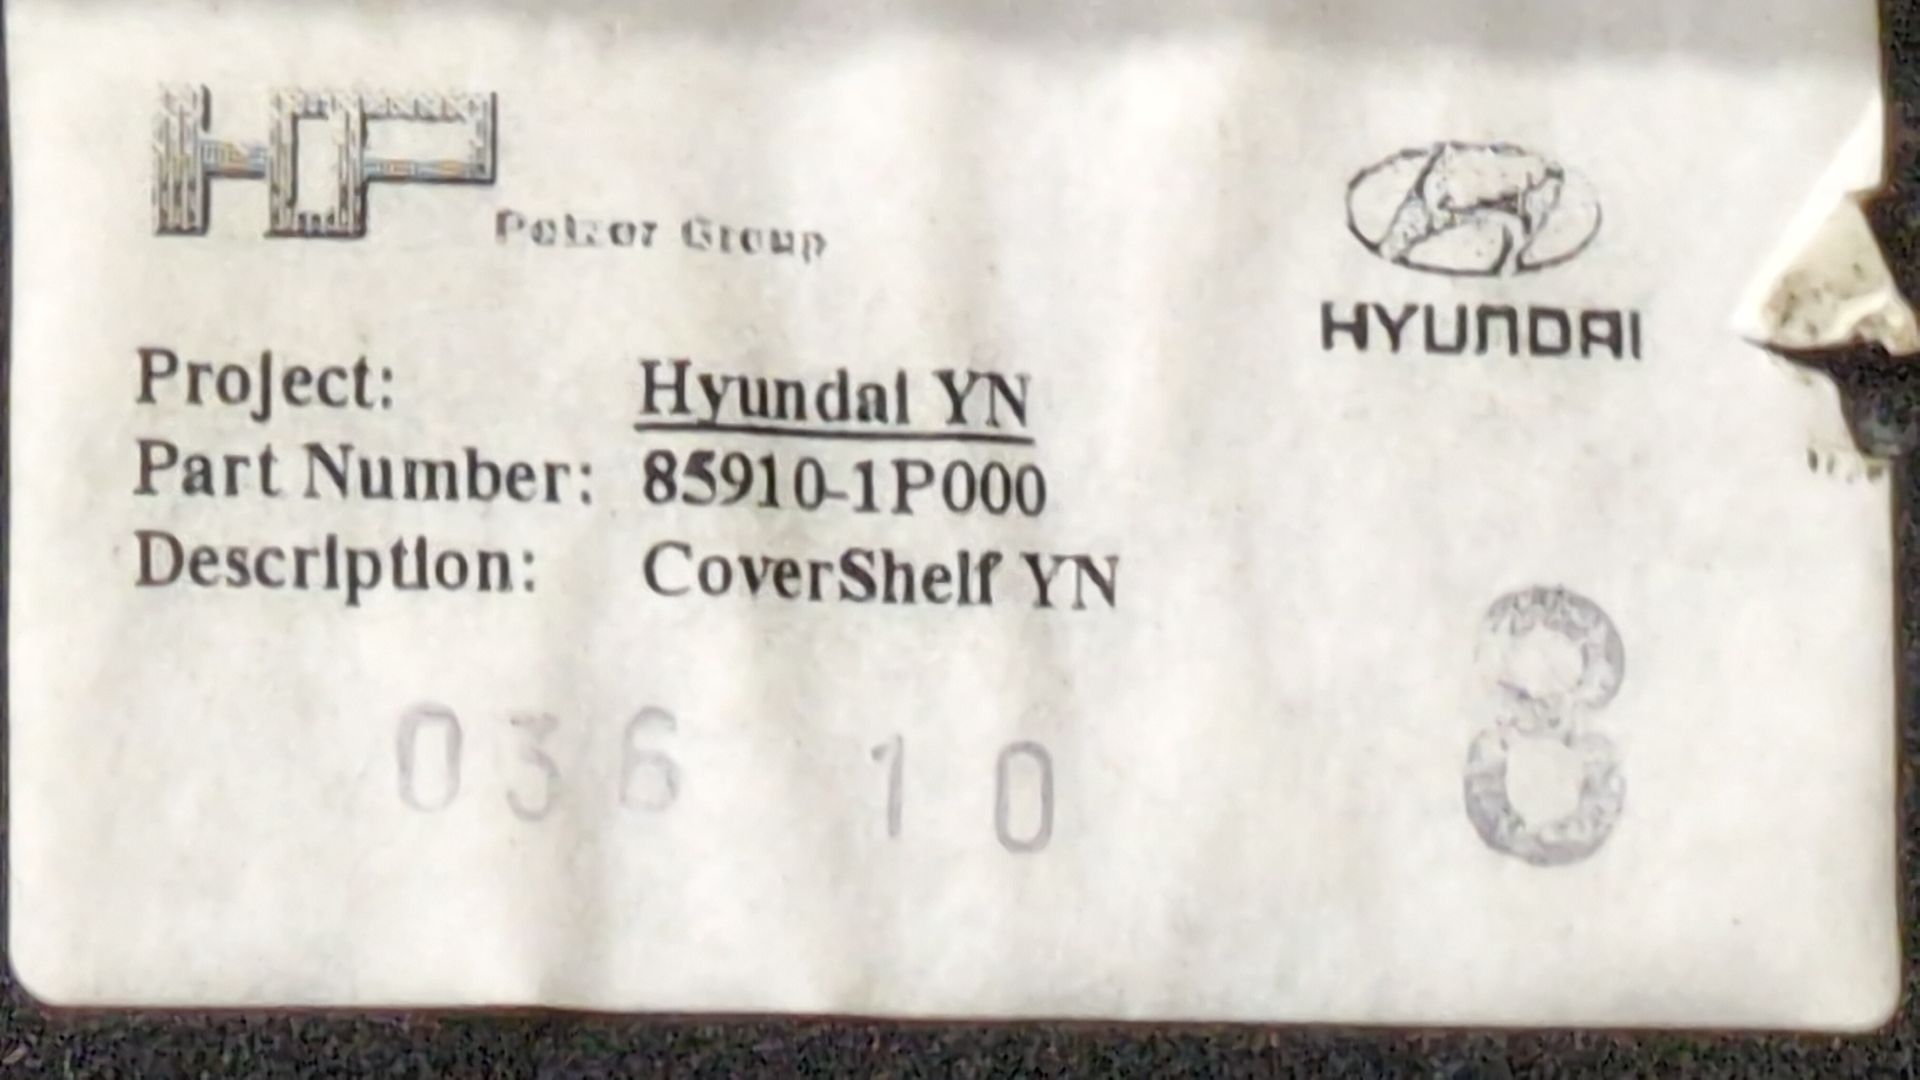 HP Pelzer Group
HYUNDAI
Project: Hyundai YN
Part Number: 85910-1P000
Description: CoverShelf YN
036 10
8